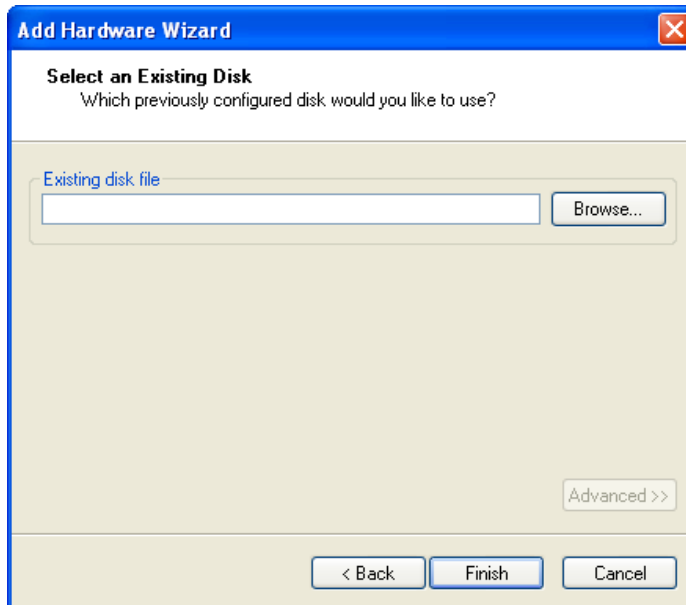 Add Hardware Wizard
Select an Existing Disk
Which previously configured disk would you like to use?
Existing disk file
Browse...
Advanced >>
< Back
Finish
Cancel